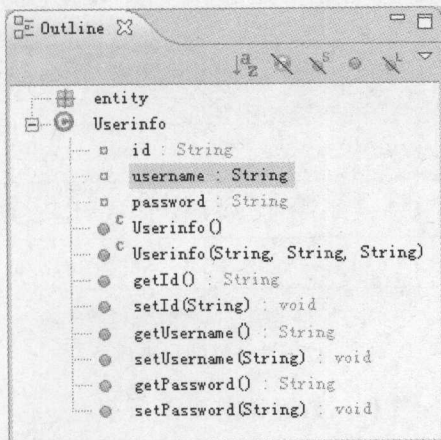 Outline
entity
Userinfo
id : String
username : String
password : String
Userinfo()
Userinfo(String, String, String)
getId() : String
setId(String) : void
getUsername() : String
setUsername(String) : void
getPassword() : String
setPassword(String) : void